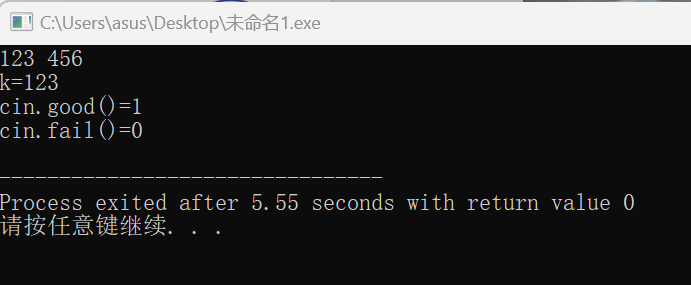 C:\Users\asus\Desktop\未命名1.exe
123 456
k=123
cin.good()=1
cin.fail()=0
--------------------------------
Process exited after 5.55 seconds with return value 0
请按任意键继续. . .